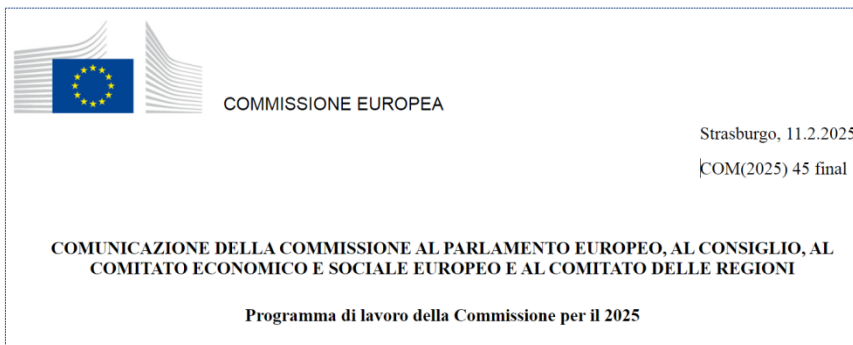 COMMISSIONE EUROPEA
Strasburgo, 11.2.2025
COM(2025) 45 final
COMUNICAZIONE DELLA COMMISSIONE AL PARLAMENTO EUROPEO, AL CONSIGLIO, AL
COMITATO ECONOMICO E SOCIALE EUROPEO E AL COMITATO DELLE REGIONI
Programma di lavoro della Commissione per il 2025